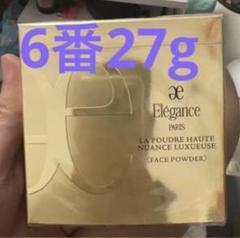 6番27g
æ
Elégance
PARIS
LA POUDRE HAUTE
NUANCE LUXUEUSE
(FACE POWDER)